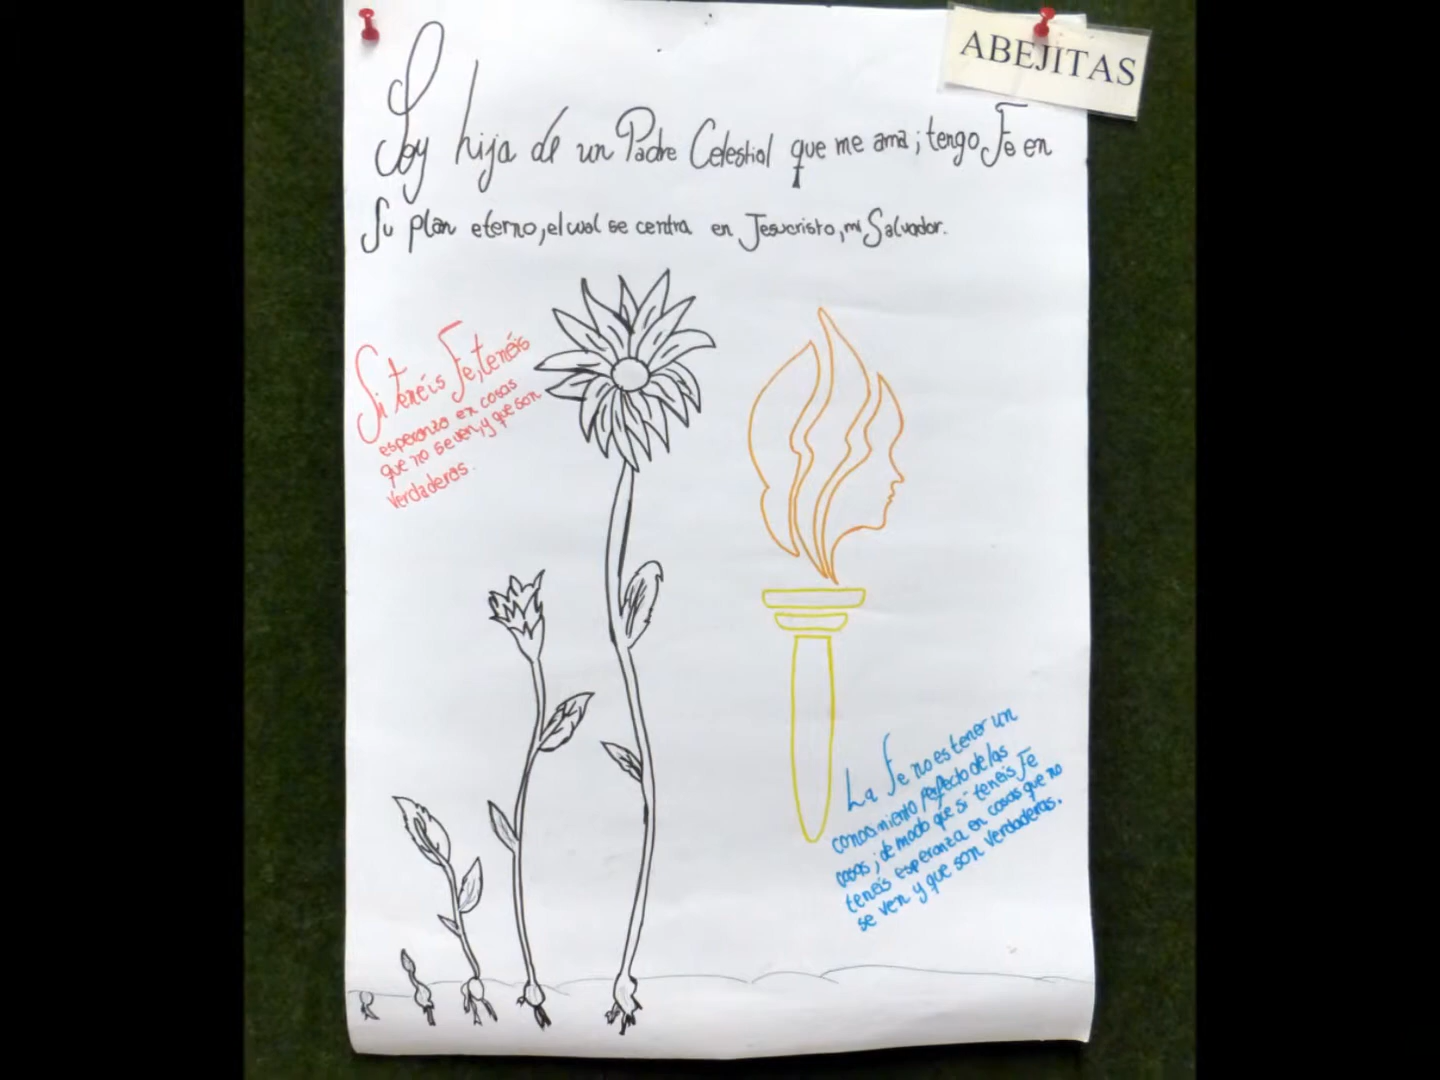 ABEJITAS
Soy hija de un Padre Celestial que me ama; tengo Fe en
Su plan eterno, el cual se centra en Jesucristo, mi Salvador.
Si tenéis Fe, tenéis
esperanza en cosas
que no se ven, y que son
verdaderas.
La fe no es tener un
conocimiento perfecto de las
cosas; de modo que si tenéis Fe
tenéis esperanza en cosas que no
se ven y que son verdaderas.